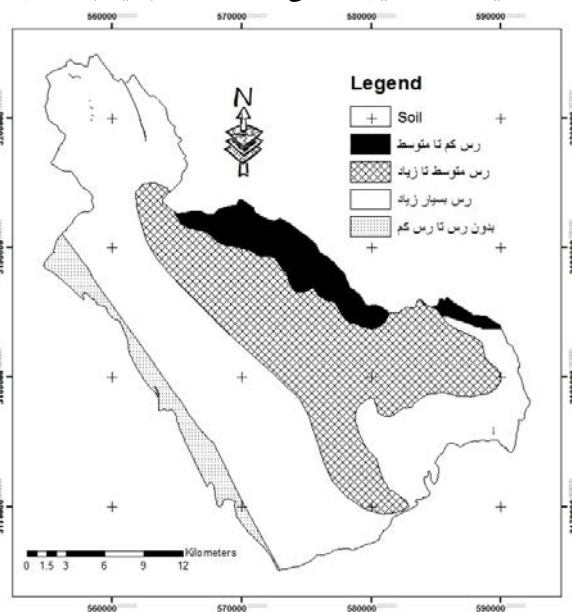 560000 570000 580000 590000
N
Legend
Soil
رس کم تا متوسط
رس متوسط تا زیاد
رس بسیار زیاد
بدون رس تا رس کم
Kilometers
0 1.5 3 6 9 12
560000 570000 580000 590000